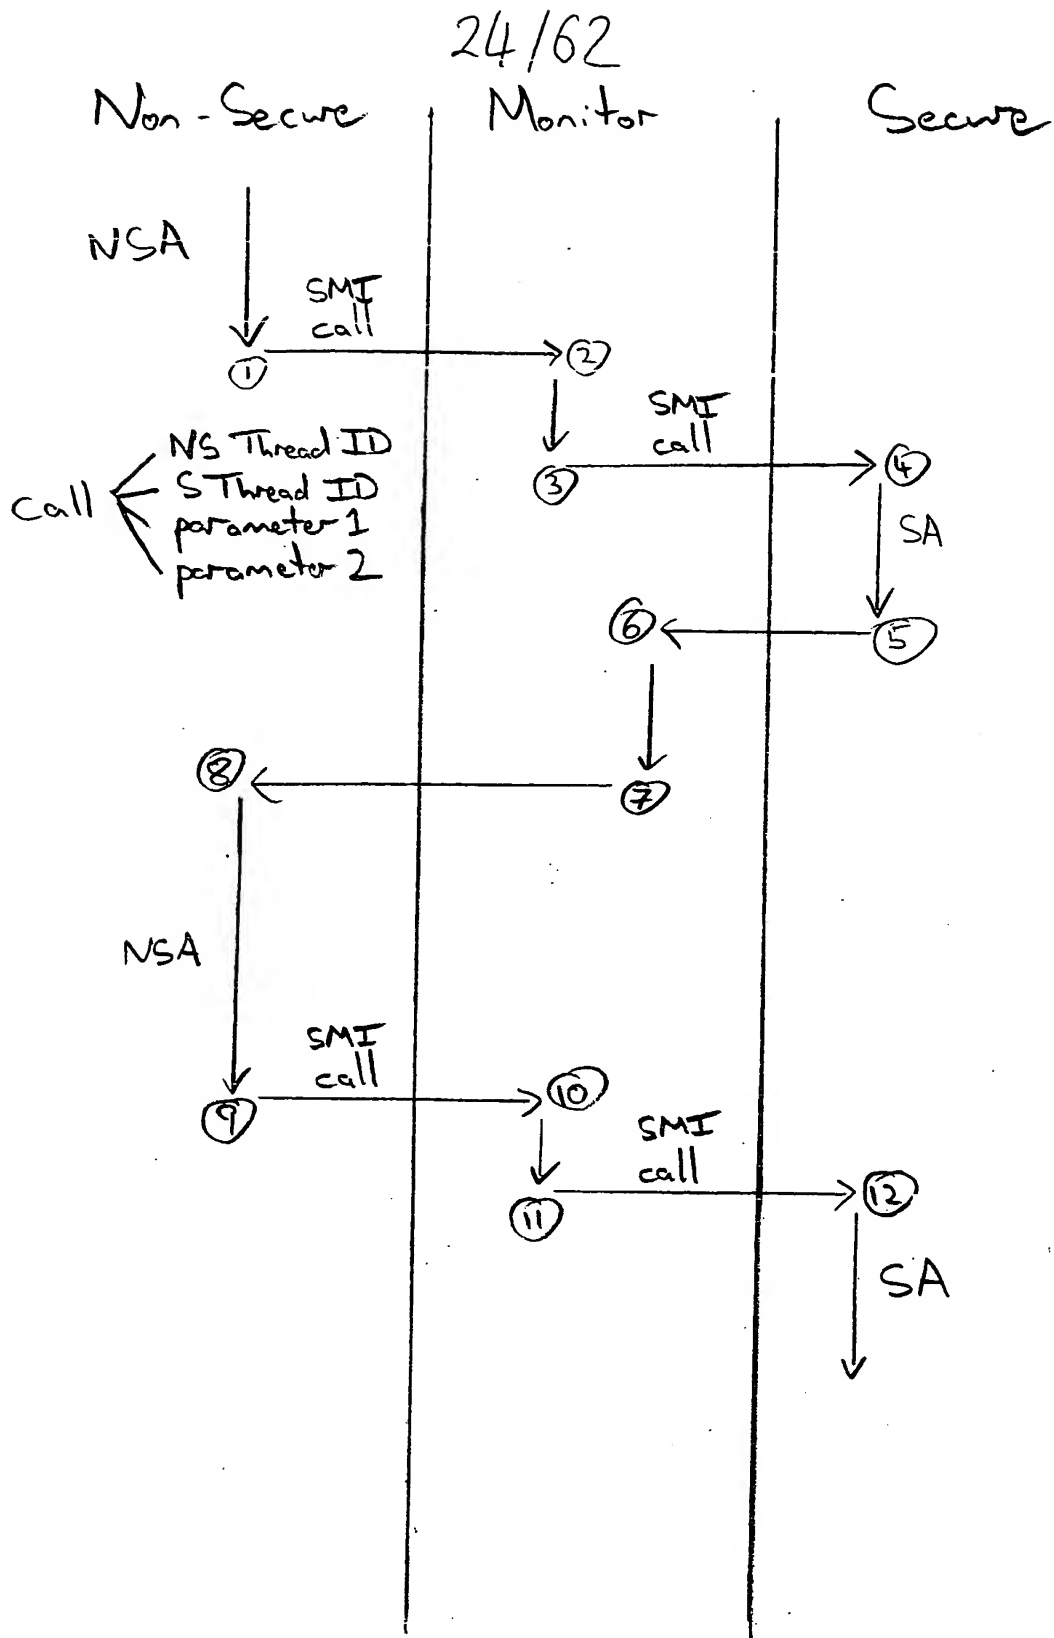 24/62
Non-Secure Monitor Secure
NSA
SMI
call
1
2
SMI
call
3
4
call
NS Thread ID
S Thread ID
parameter 1
parameter 2
SA
6
5
8
7
NSA
SMI
call
9
10
SMI
call
11
12
SA